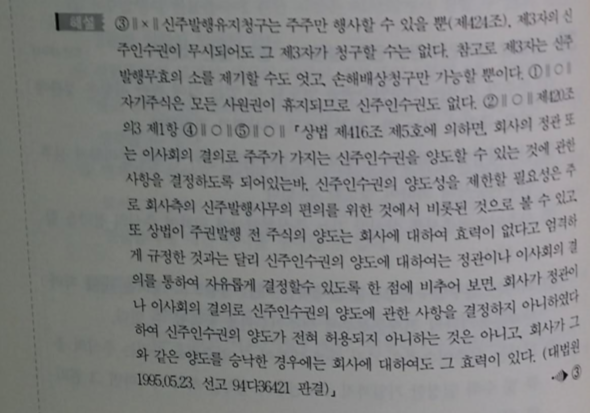 해설 ③∥×∥신주발행유지청구는 주주만 행사할 수 있을 뿐(제424조), 제3자의 신
주인수권이 무시되어도 그 제3자가 청구할 수는 없다. 참고로 제3자는 신주
발행무효의 소를 제기할 수도 엇고, 손해배상청구만 가능할 뿐이다. ①∥○∥
자기주식은 모든 사원권이 휴지되므로 신주인수권도 없다. ②∥○∥제420조
의3 제1항 ④∥○⑤∥○∥ 「상법 제416조 제5호에 의하면, 회사의 정관 또
는 이사회의 결의로 주주가 가지는 신주인수권을 양도할 수 있는 것에 관한
사항을 결정하도록 되어있는바, 신주인수권의 양도성을 제한할 필요성은 주
로 회사측의 신주발행사무의 편의를 위한 것에서 비롯된 것으로 볼 수 있고,
또 상법이 주권발행 전 주식의 양도는 회사에 대하여 효력이 없다고 엄격하
게 규정한 것과는 달리 신주인수권의 양도에 대하여는 정관이나 이사회의 결
의를 통하여 자유롭게 결정할수 있도록 한 점에 비추어 보면, 회사가 정관이
나 이사회의 결의로 신주인수권의 양도에 관한 사항을 결정하지 아니하였다
하여 신주인수권의 양도가 전혀 허용되지 아니하는 것은 아니고, 회사가 그
와 같은 양도를 승낙한 경우에는 회사에 대하여도 그 효력이 있다. (대법원
1995.05.23. 선고 94다36421 판결)」 ③